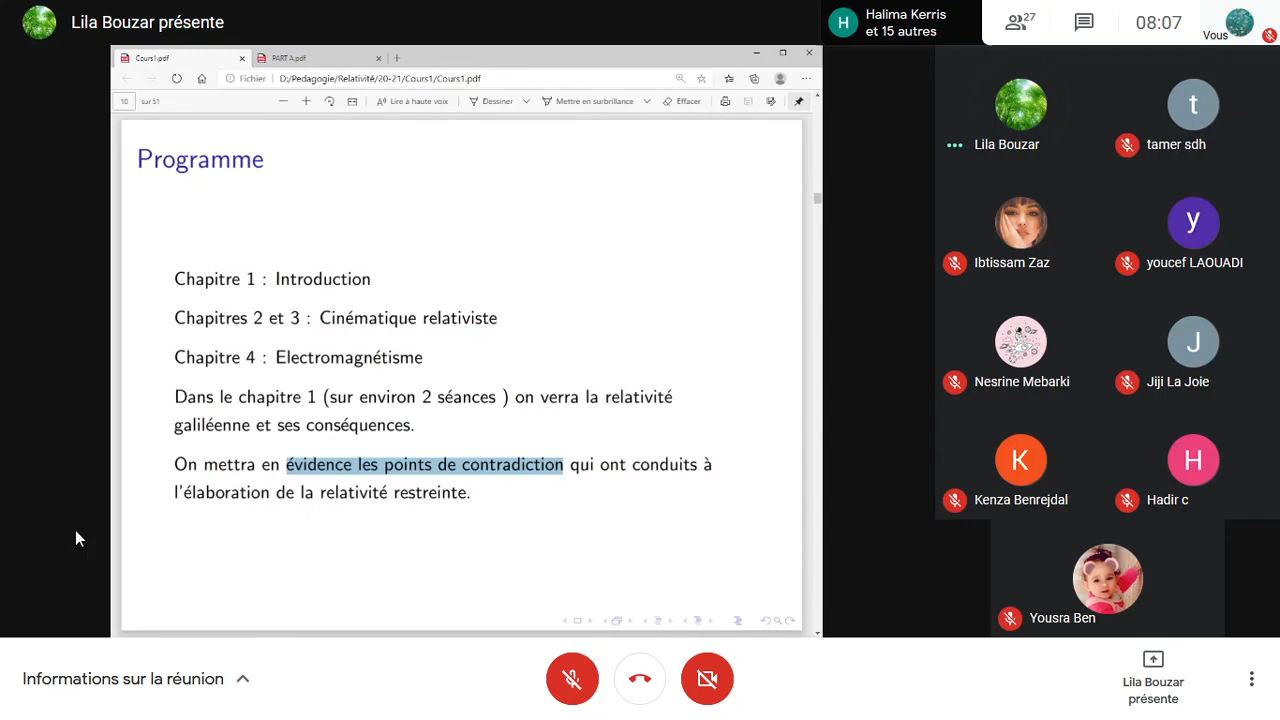 Lila Bouzar présente
Halima Kerris
et 15 autres
27
08:07
Vous
H
Cours1.pdf
PART A.pdf
Fichier
D:/Pedagogie/Relativité/20-21/Cours1/Cours1.pdf
10 sur 51
Lire à haute voix
Dessiner
Mettre en surbrillance
Effacer
Programme
Chapitre 1 : Introduction
Chapitres 2 et 3 : Cinématique relativiste
Chapitre 4 : Electromagnétisme
Dans le chapitre 1 (sur environ 2 séances ) on verra la relativité
galiléenne et ses conséquences.
On mettra en évidence les points de contradiction qui ont conduits à
l'élaboration de la relativité restreinte.
Lila Bouzar
t
tamer sdh
Ibtissam Zaz
y
youcef LAOUADI
Nesrine Mebarki
J
Jiji La Joie
K
Kenza Benrejdal
H
Hadir c
Yousra Ben
Informations sur la réunion
Lila Bouzar
présente